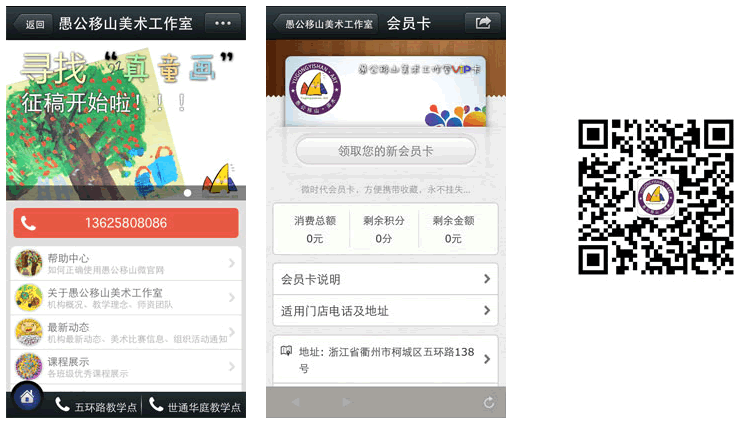 返回
愚公移山美术工作室
寻找“真童画”
征稿开始啦！！！
13625808086
帮助中心
如何正确使用愚公移山微官网
关于愚公移山美术工作室
机构概况、教学理念、师资团队
最新动态
机构最新动态、美术比赛信息、组织活动通知
课程展示
各班级优秀课程展示
五环路教学点
世通华庭教学点
愚公移山美术工作室
会员卡
愚公移山美术工作室VIP卡
YUGONGYISHAN ART
愚公移山·美术
领取您的新会员卡
微时代会员卡，方便携带收藏，永不挂失...
消费总额
0元
剩余积分
0分
剩余金额
0元
会员卡说明
适用门店电话及地址
地址: 浙江省衢州市柯城区五环路138
号